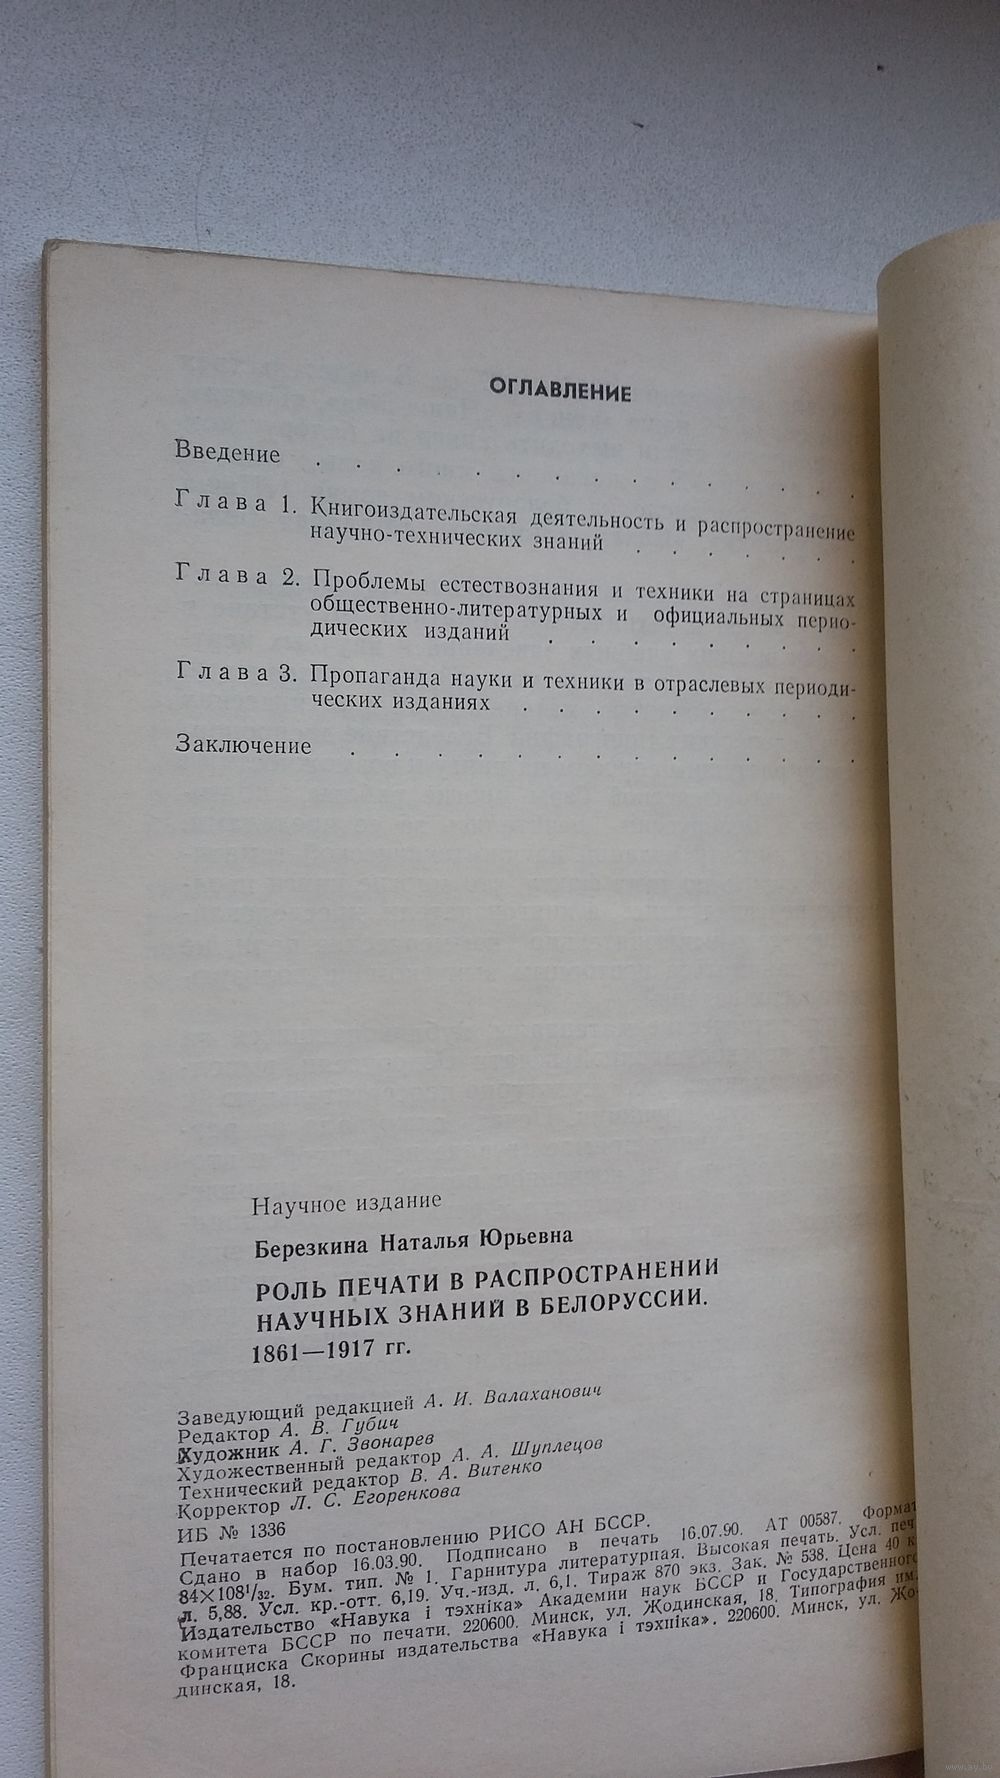 ОГЛАВЛЕНИЕ
Введение . . . . . . . . . . . . .
Глава 1. Книгоиздательская деятельность и распространение
научно-технических знаний . . . . . .
Глава 2. Проблемы естествознания и техники на страницах
общественно-литературных и официальных перио-
дических изданий . . . . . . . .
Глава 3. Пропаганда науки и техники в отраслевых периоди-
ческих изданиях . . . . . . . . .
Заключение . . . . . . . . . . . .
Научное издание
Березкина Наталья Юрьевна
РОЛЬ ПЕЧАТИ В РАСПРОСТРАНЕНИИ
НАУЧНЫХ ЗНАНИЙ В БЕЛОРУССИИ.
1861—1917 гг.
Заведующий редакцией А. И. Валаханович
Редактор А. В. Губич
Художник А. Г. Звонарев
Художественный редактор А. А. Шуплецов
Технический редактор В. А. Витенко
Корректор Л. С. Егоренкова
ИБ № 1336
Печатается по постановлению РИСО АН БССР.
Сдано в набор 16.03.90. Подписано в печать 16.07.90. АТ 00587. Формат
84×108¹/₃₂. Бум. тип. № 1. Гарнитура литературная. Высокая печать. Усл. печ.
л. 5,88. Усл. кр.-отт. 6,19. Уч.-изд. л. 6,1. Тираж 870 экз. Зак. № 538. Цена 40 к.
Издательство «Навука і тэхніка» Академии наук БССР и Государственного
комитета БССР по печати. 220600. Минск, ул. Жодинская, 18. Типография им.
Франциска Скорины издательства «Навука і тэхніка». 220600. Минск, ул. Жо-
динская, 18.
www.ay.by